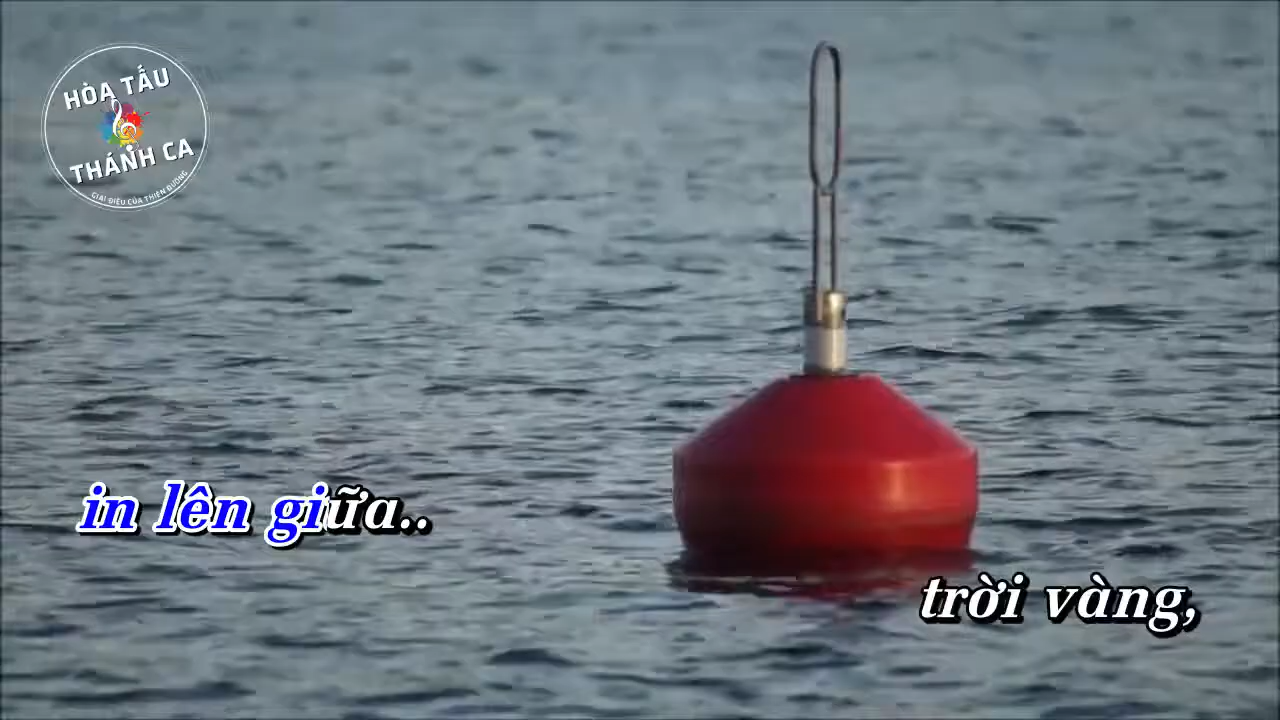 HÒA TẤU
THÁNH CA
GIAI ĐIỆU CỦA THIÊN ĐƯỜNG
in lên giữa..
trời vàng,